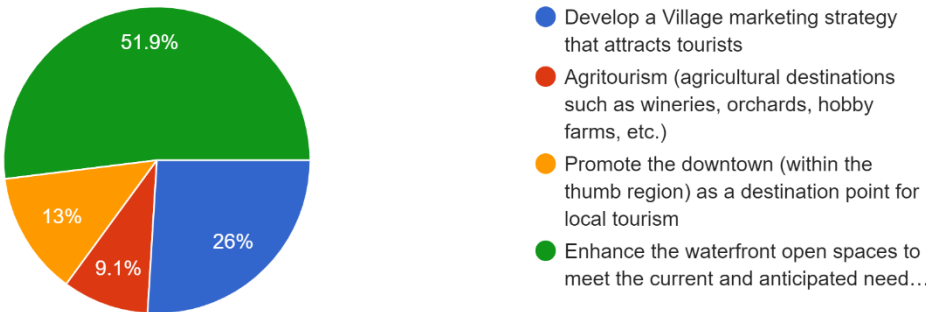 51.9%
13%
9.1%
26%
Develop a Village marketing strategy
that attracts tourists
Agritourism (agricultural destinations
such as wineries, orchards, hobby
farms, etc.)
Promote the downtown (within the
thumb region) as a destination point for
local tourism
Enhance the waterfront open spaces to
meet the current and anticipated need…